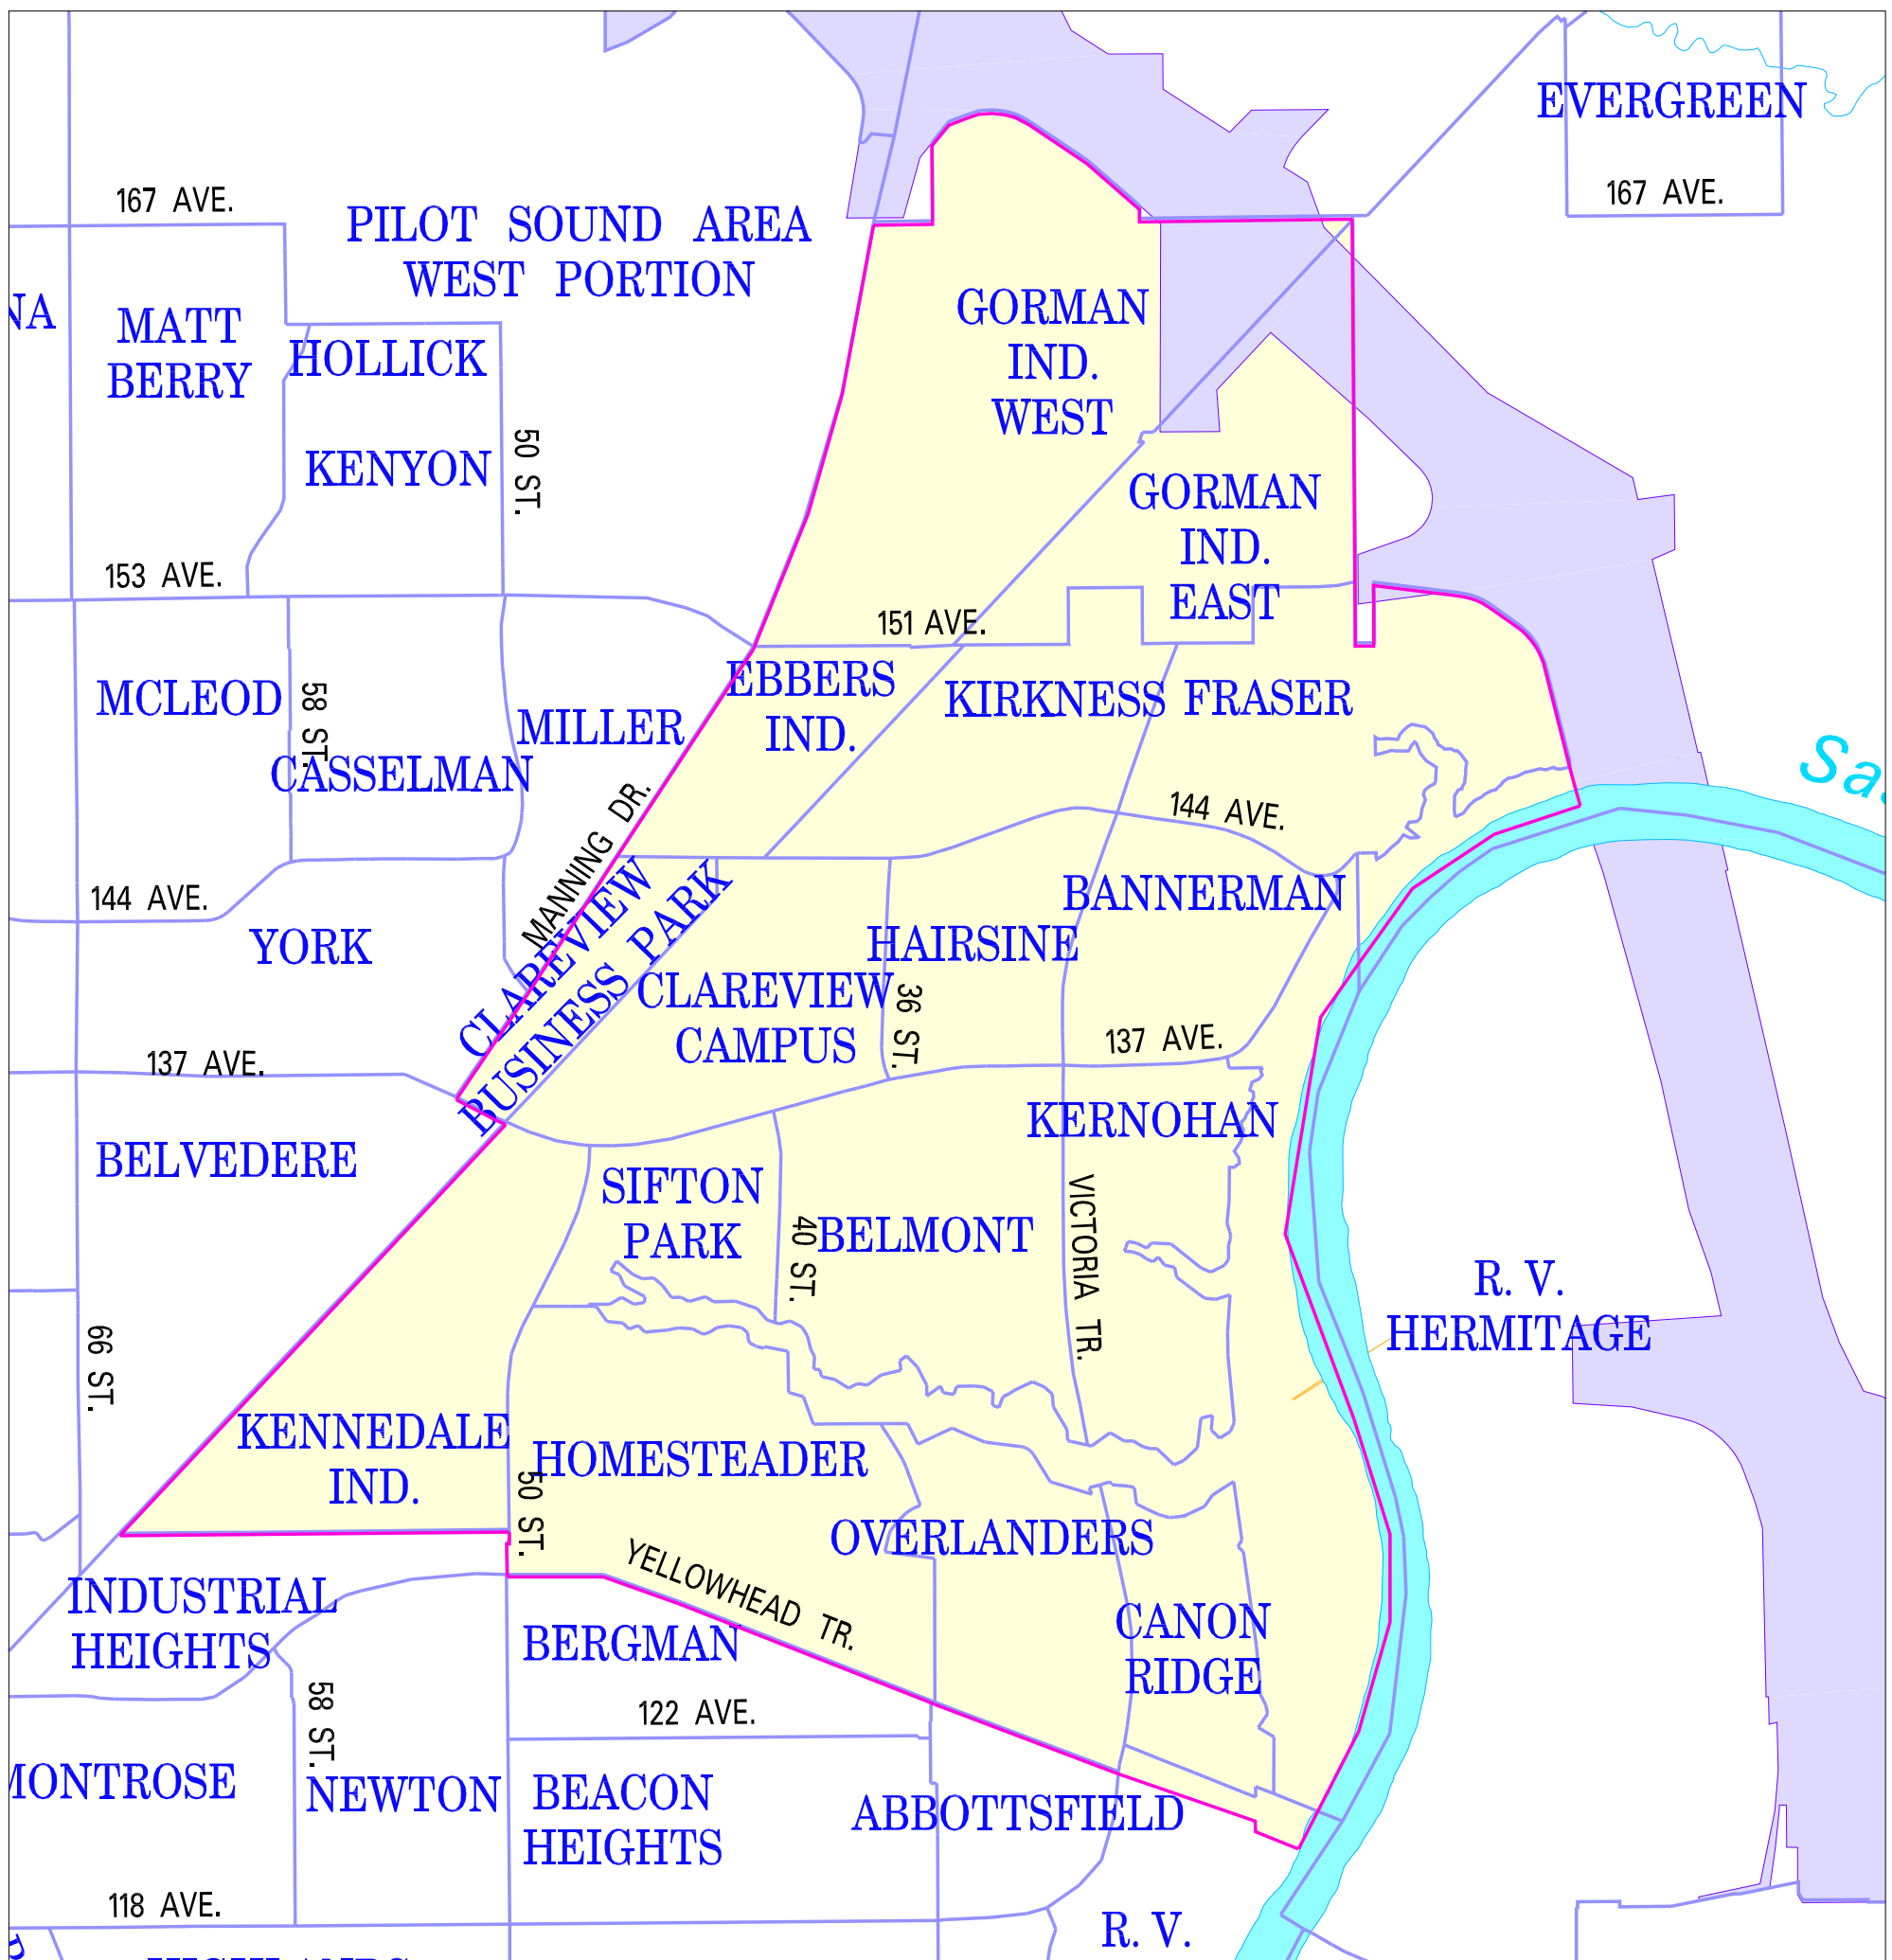 EVERGREEN
167 AVE.
167 AVE.
PILOT SOUND AREA
WEST PORTION
NA
MATT
BERRY
HOLLICK
KENYON
50 ST.
GORMAN
IND.
WEST
GORMAN
IND.
EAST
153 AVE.
151 AVE.
EBBERS
IND.
KIRKNESS
FRASER
MCLEOD
58 ST.
MILLER
CASSELMAN
MANNING DR.
144 AVE.
144 AVE.
YORK
CLAREVIEW
BUSINESS PARK
BANNERMAN
HAIRSINE
CLAREVIEW
CAMPUS
36 ST.
137 AVE.
137 AVE.
KERNOHAN
BELVEDERE
SIFTON
PARK
40 ST.
BELMONT
VICTORIA TR.
R. V.
HERMITAGE
66 ST.
KENNEDALE
IND.
HOMESTEADER
50 ST.
OVERLANDERS
YELLOWHEAD TR.
INDUSTRIAL
HEIGHTS
BERGMAN
CANON
RIDGE
58 ST.
122 AVE.
MONTROSE
NEWTON
BEACON
HEIGHTS
ABBOTTSFIELD
118 AVE.
R. V.